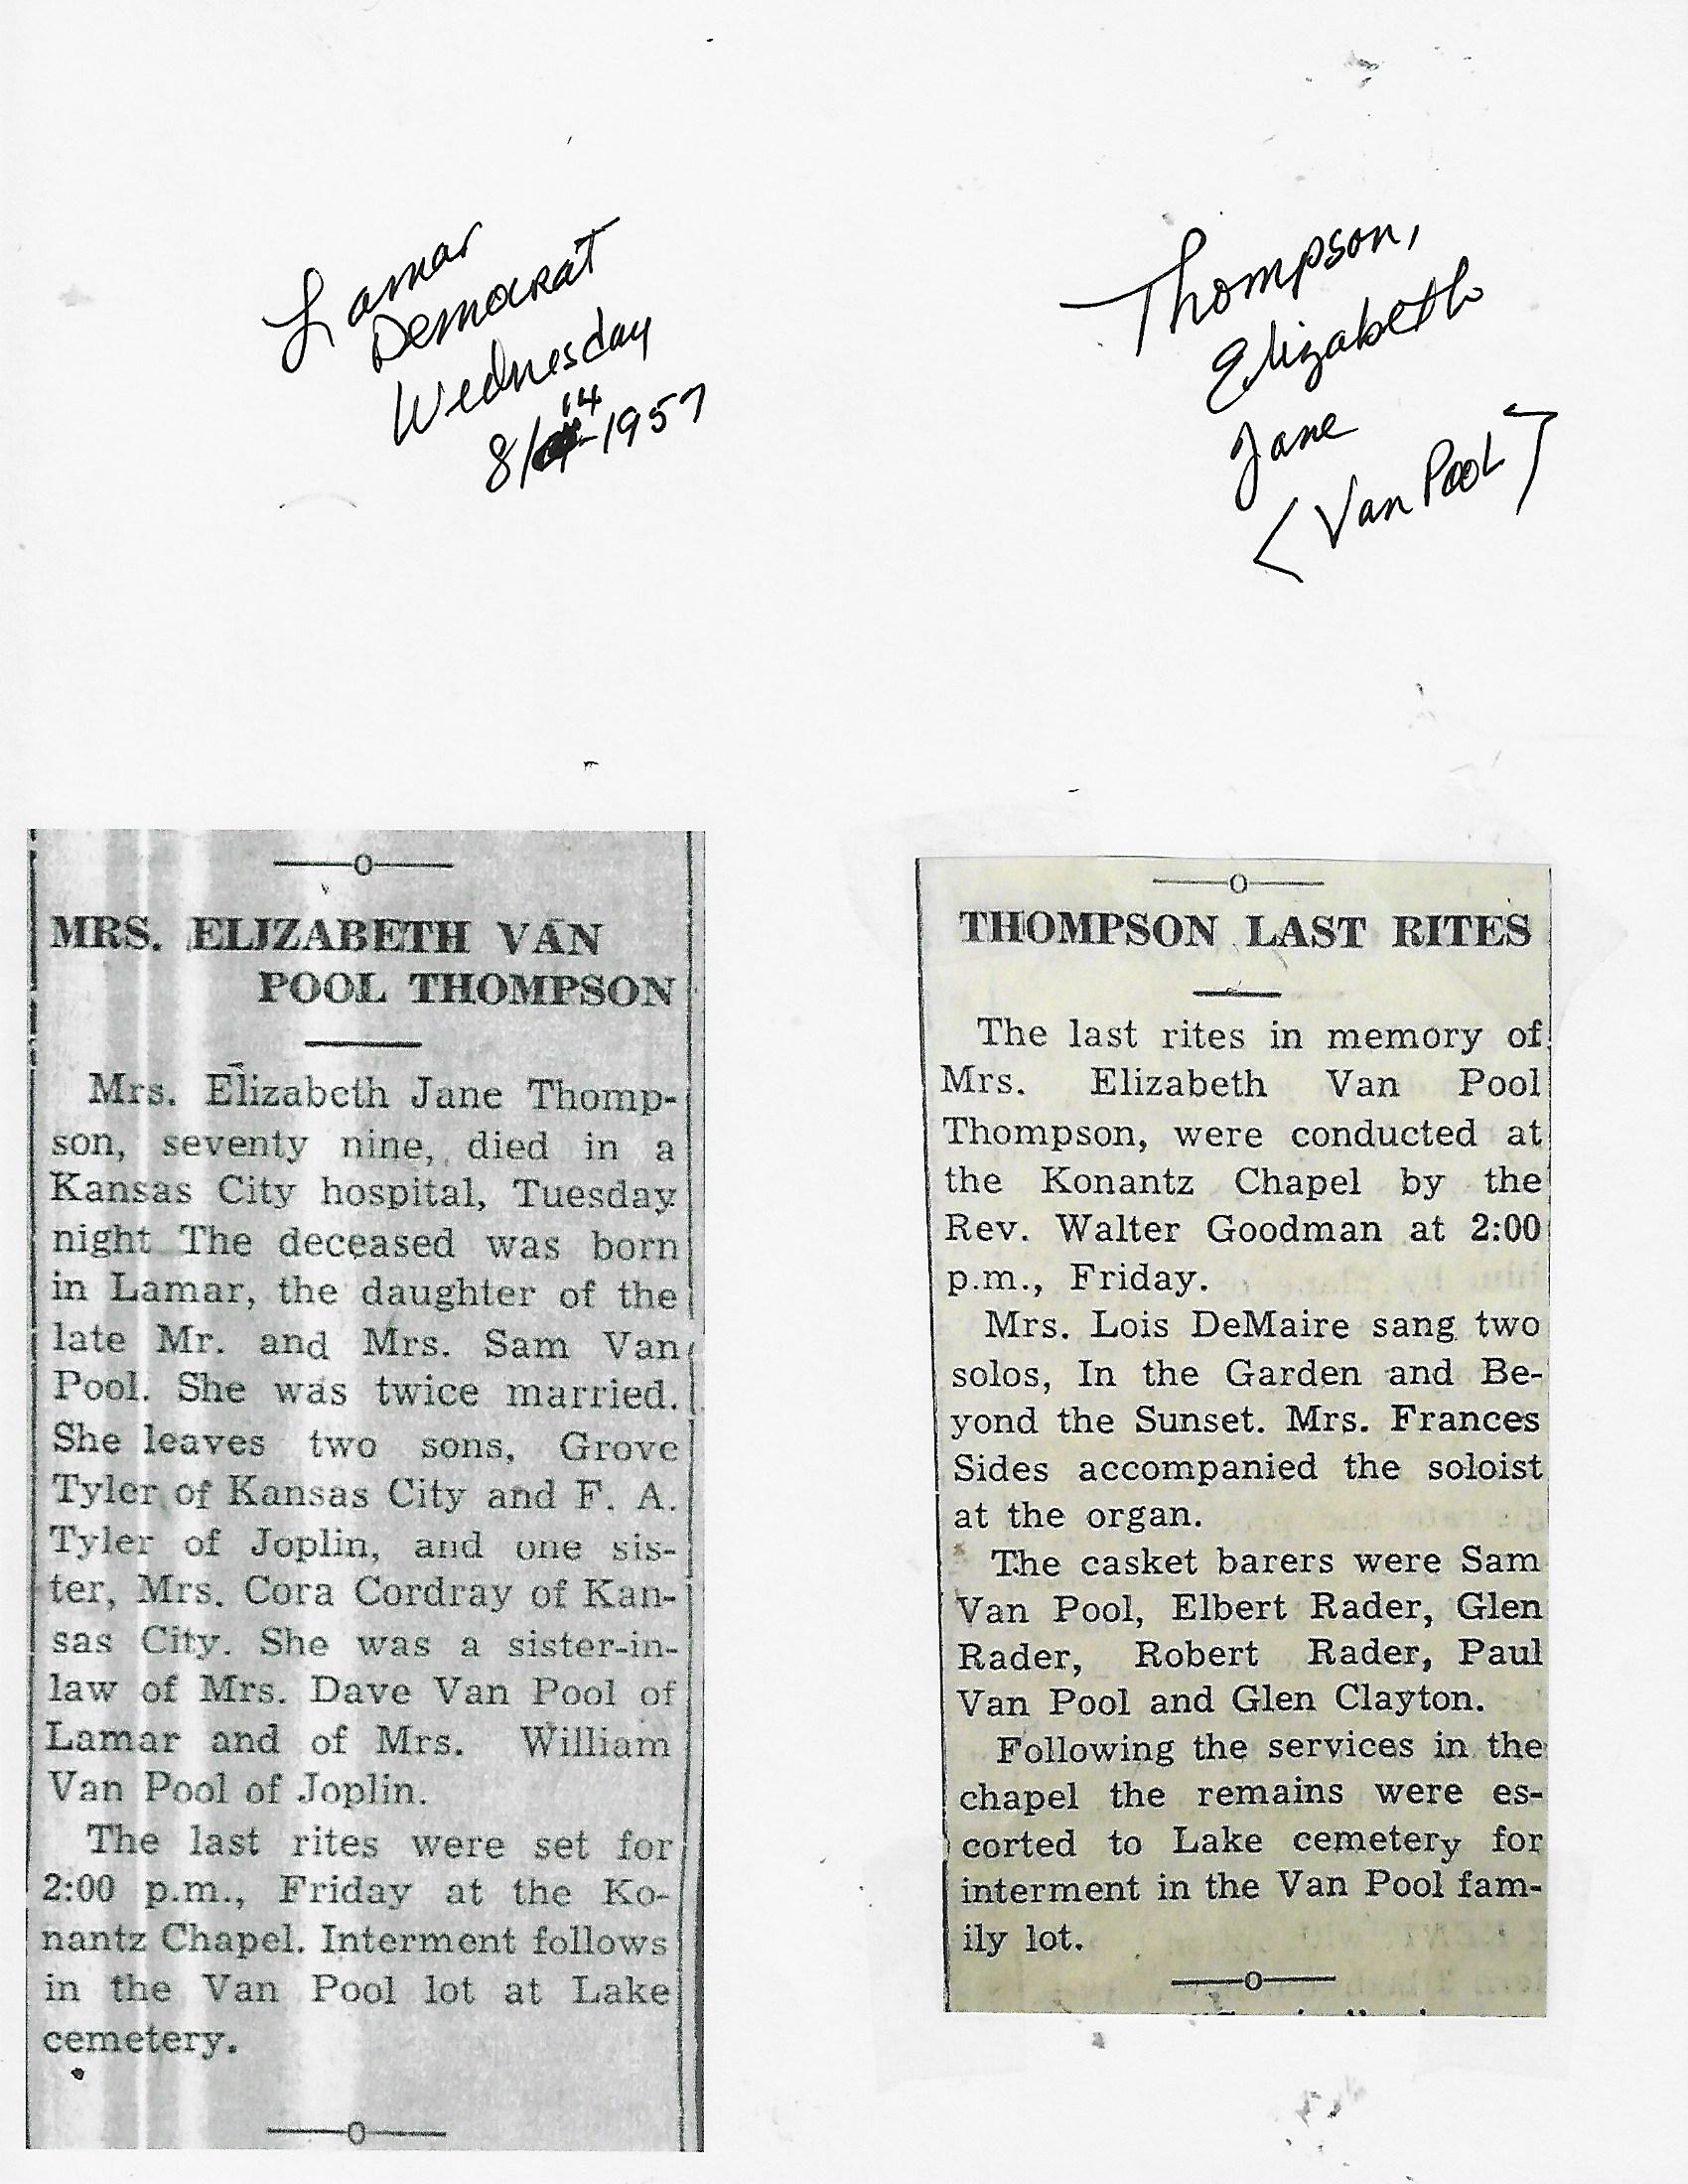 Lamar
Democrat
Wednesday
14
8/-1957
Thompson,
Elizabeth
Jane
<Van Pool>
—o—
MRS. ELIZABETH VAN
POOL THOMPSON
Mrs. Elizabeth Jane Thomp-
son, seventy nine, died in a
Kansas City hospital, Tuesday
night The deceased was born
in Lamar, the daughter of the
late Mr. and Mrs. Sam Van
Pool. She was twice married.
She leaves two sons, Grove
Tyler of Kansas City and F. A.
Tyler of Joplin, and one sis-
ter, Mrs. Cora Cordray of Kan-
sas City. She was a sister-in-
law of Mrs. Dave Van Pool of
Lamar and of Mrs. William
Van Pool of Joplin.
The last rites were set for
2:00 p.m., Friday at the Ko-
nantz Chapel. Interment follows
in the Van Pool lot at Lake
cemetery.
—o—
—o—
THOMPSON LAST RITES
The last rites in memory of
Mrs. Elizabeth Van Pool
Thompson, were conducted at
the Konantz Chapel by the
Rev. Walter Goodman at 2:00
p.m., Friday.
Mrs. Lois DeMaire sang two
solos, In the Garden and Be-
yond the Sunset. Mrs. Frances
Sides accompanied the soloist
at the organ.
The casket barers were Sam
Van Pool, Elbert Rader, Glen
Rader, Robert Rader, Paul
Van Pool and Glen Clayton.
Following the services in the
chapel the remains were es-
corted to Lake cemetery for
interment in the Van Pool fam-
ily lot.
—o—